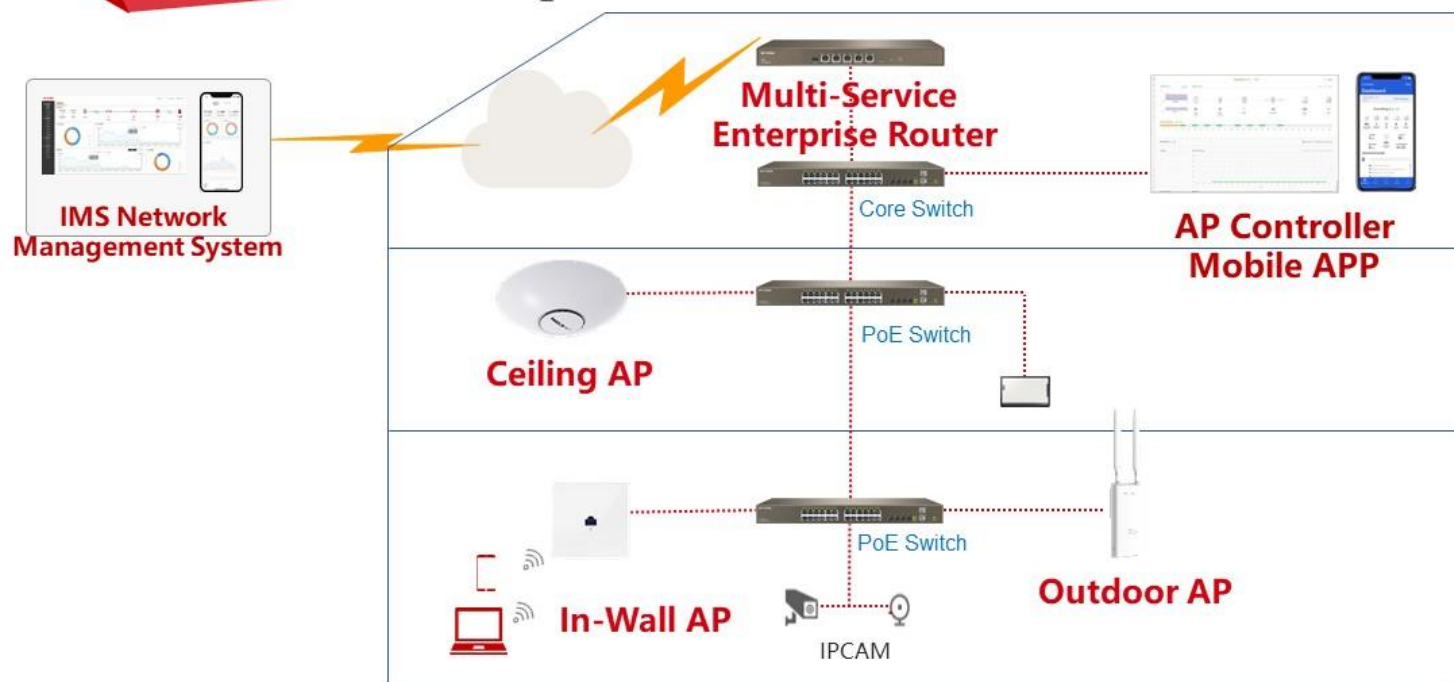 Multi-Service
Enterprise Router
IMS Network
Management System
Core Switch
AP Controller
Mobile APP
PoE Switch
Ceiling AP
PoE Switch
In-Wall AP
Outdoor AP
IPCAM